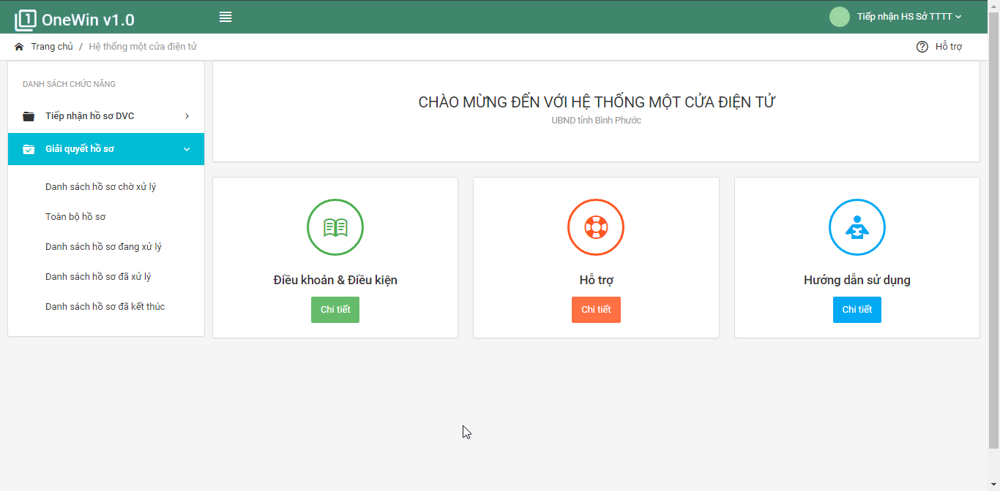 1 OneWin v1.0
Tiếp nhận HS Sở TTTT
Trang chủ / Hệ thống một cửa điện tử
Hỗ trợ
DANH SÁCH CHỨC NĂNG
Tiếp nhận hồ sơ DVC
Giải quyết hồ sơ
Danh sách hồ sơ chờ xử lý
Toàn bộ hồ sơ
Danh sách hồ sơ đang xử lý
Danh sách hồ sơ đã xử lý
Danh sách hồ sơ đã kết thúc
CHÀO MỪNG ĐẾN VỚI HỆ THỐNG MỘT CỬA ĐIỆN TỬ
UBND tỉnh Bình Phước
Điều khoản & Điều kiện
Chi tiết
Hỗ trợ
Chi tiết
Hướng dẫn sử dụng
Chi tiết